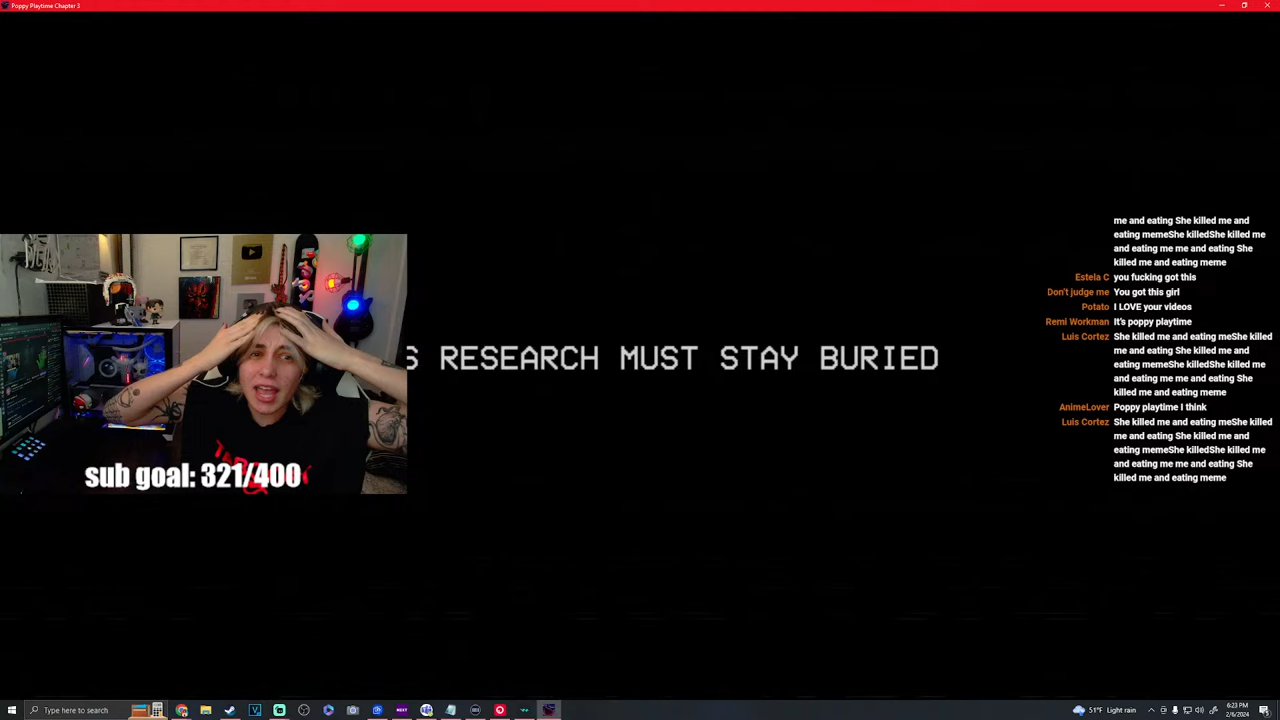 Poppy Playtime Chapter 3
me and eating She killed me and
eating memeShe killedShe killed me
and eating me me and eating She
killed me and eating meme
Estela C you fucking got this
Don't judge me You got this girl
Potato I LOVE your videos
Remi Workman It's poppy playtime
Luis Cortez She killed me and eating meShe killed
me and eating She killed me and
eating memeShe killedShe killed me
and eating me me and eating She
killed me and eating meme
AnimeLover Poppy playtime I think
Luis Cortez She killed me and eating meShe killed
me and eating She killed me and
eating memeShe killedShe killed me
and eating me me and eating She
killed me and eating meme
S RESEARCH MUST STAY BURIED
sub goal: 321/400
Type here to search
51°F Light rain
6:23 PM
2/6/2024